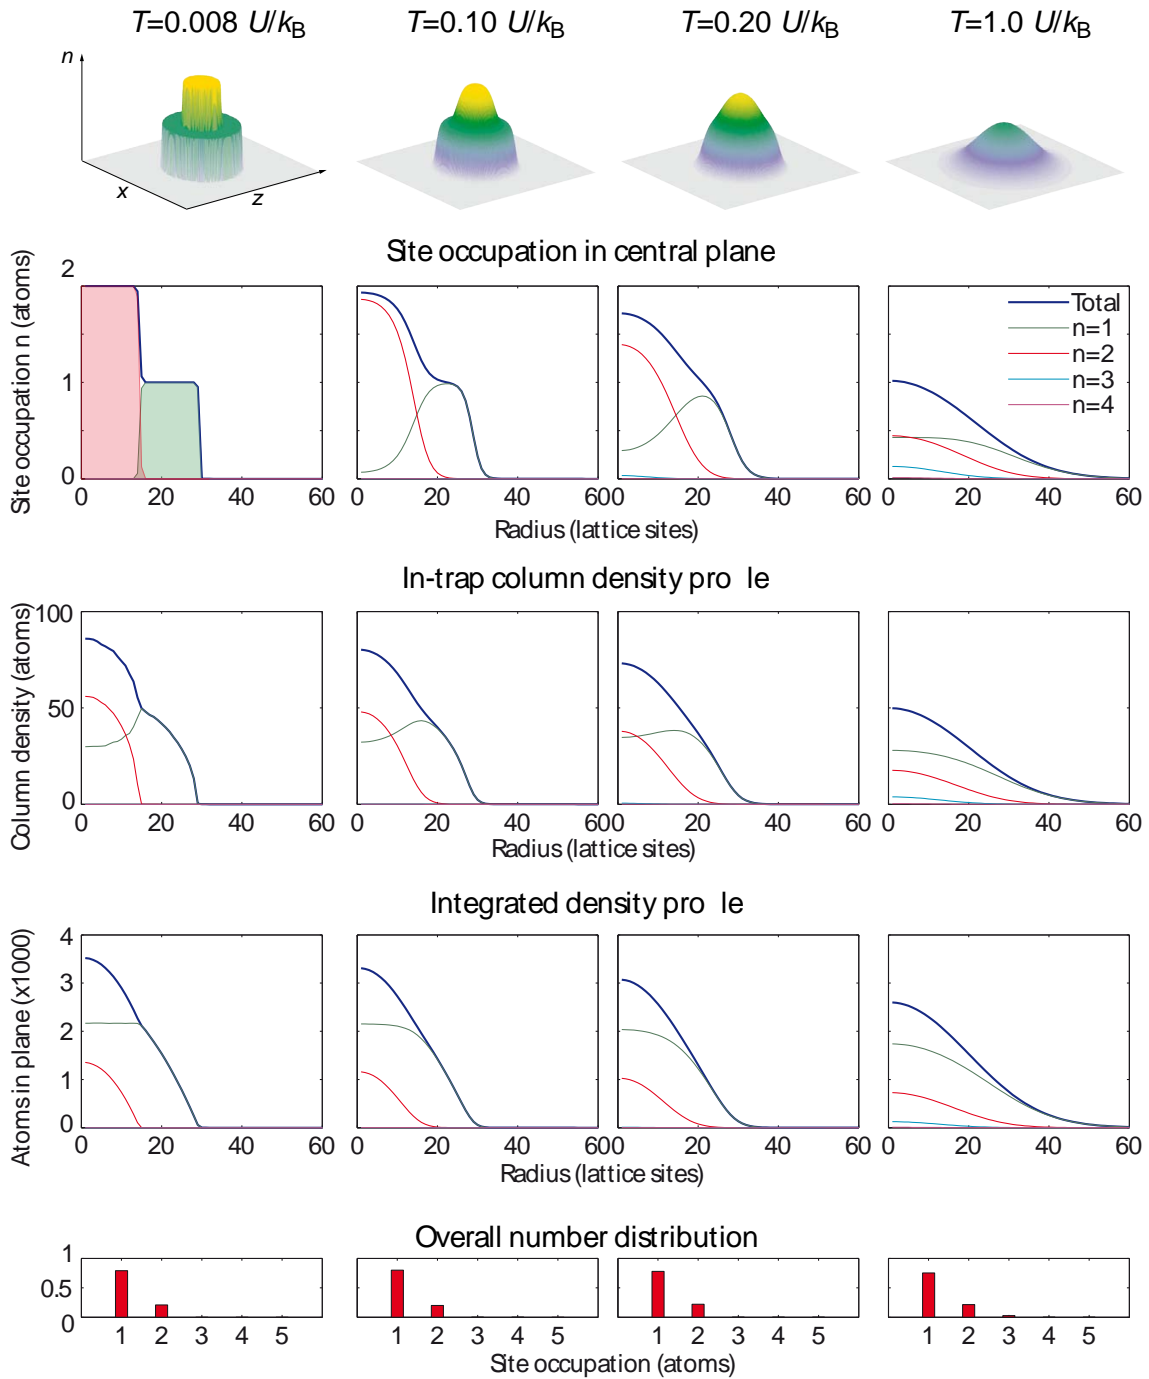 T=0.008 U/kB T=0.10 U/kB T=0.20 U/kB T=1.0 U/kB
n
x
z
Site occupation in central plane
Site occupation n (atoms)
2
1
0
0 20 40 60
0 20 40 60
0 20 40 60
0 20 40 60
Total
n=1
n=2
n=3
n=4
Radius (lattice sites)
In-trap column density pro le
Column density (atoms)
100
50
0
0 20 40 60
0 20 40 60
0 20 40 60
0 20 40 60
Radius (lattice sites)
Integrated density pro le
Atoms in plane (x1000)
4
3
2
1
0
0 20 40 60
0 20 40 60
0 20 40 60
0 20 40 60
Radius (lattice sites)
Overall number distribution
1
0.5
0
1 2 3 4 5
1 2 3 4 5
1 2 3 4 5
1 2 3 4 5
Site occupation (atoms)